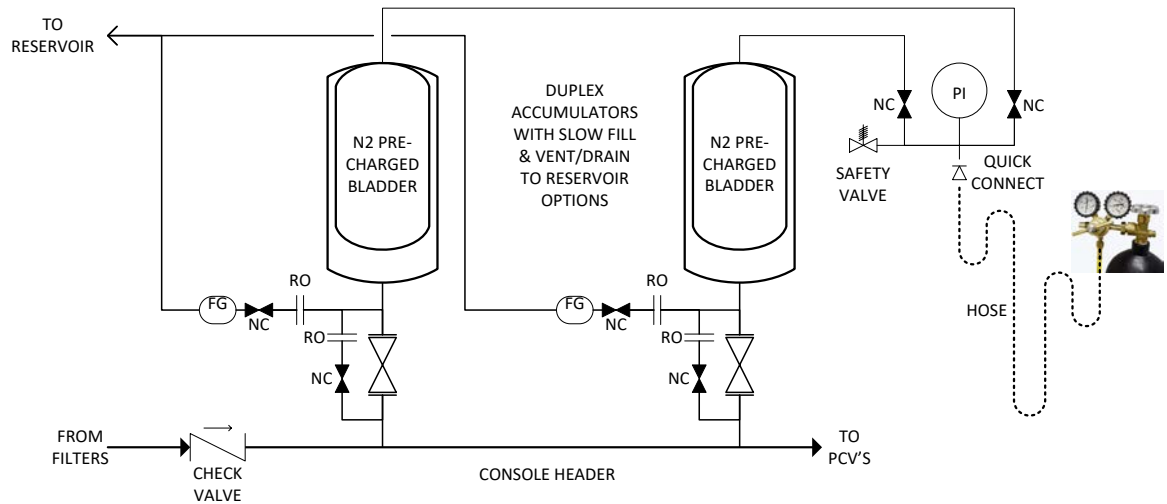 TO
RESERVOIR
N2 PRE-
CHARGED
BLADDER
DUPLEX
ACCUMULATORS
WITH SLOW FILL
& VENT/DRAIN
TO RESERVOIR
OPTIONS
N2 PRE-
CHARGED
BLADDER
NC
PI
NC
SAFETY
VALVE
QUICK
CONNECT
HOSE
FG
NC
RO
RO
NC
FG
NC
RO
RO
NC
FROM
FILTERS
CHECK
VALVE
CONSOLE HEADER
TO
PCV'S